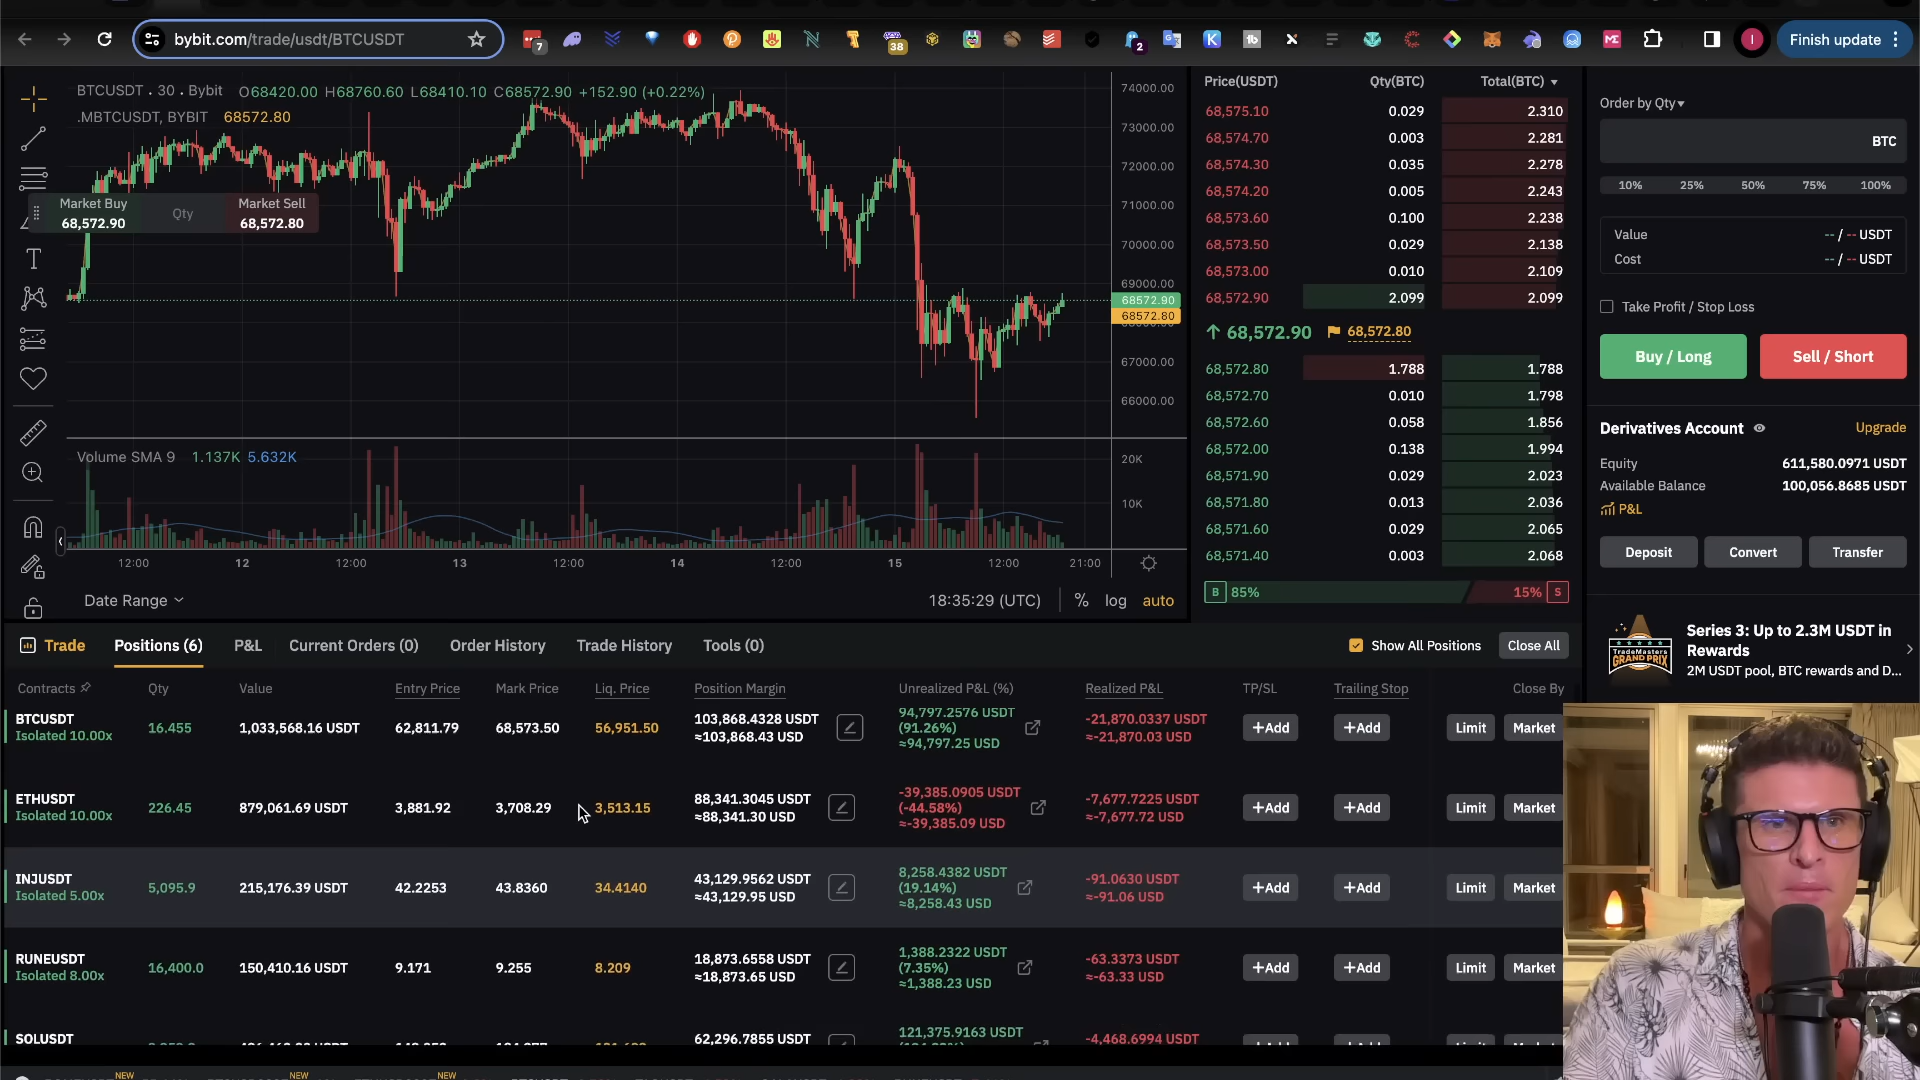 bybit.com/trade/usdt/BTCUSDT
7
38
2
K
tb
I
Finish update
BTCUSDT · 30 · Bybit O68420.00 H68760.60 L68410.10 C68572.90 +152.90 (+0.22%)
.MBTCUSDT, BYBIT 68572.80
Market Buy
68,572.90
Qty
Market Sell
68,572.80
74000.00
73000.00
72000.00
71000.00
70000.00
69000.00
68572.90
68572.80
67000.00
66000.00
Volume SMA 9 1.137K 5.632K
20K
10K
12:00 12 12:00 13 12:00 14 12:00 15 12:00 21:00
Date Range
18:35:29 (UTC) % log auto
Price(USDT) Qty(BTC) Total(BTC)
68,575.10 0.029 2.310
68,574.70 0.003 2.281
68,574.30 0.035 2.278
68,574.20 0.005 2.243
68,573.60 0.100 2.238
68,573.50 0.029 2.138
68,573.00 0.010 2.109
68,572.90 2.099 2.099
68,572.90 68,572.80
68,572.80 1.788 1.788
68,572.70 0.010 1.798
68,572.60 0.058 1.856
68,572.00 0.138 1.994
68,571.90 0.029 2.023
68,571.80 0.013 2.036
68,571.60 0.029 2.065
68,571.40 0.003 2.068
B 85% 15% S
Order by Qty
BTC
10% 25% 50% 75% 100%
Value -- / -- USDT
Cost -- / -- USDT
Take Profit / Stop Loss
Buy / Long Sell / Short
Derivatives Account Upgrade
Equity 611,580.0971 USDT
Available Balance 100,056.8685 USDT
P&L
Deposit Convert Transfer
TradeMasters
GRAND PRIX
Series 3: Up to 2.3M USDT in
Rewards
2M USDT pool, BTC rewards and D...
Trade Positions (6) P&L Current Orders (0) Order History Trade History Tools (0) Show All Positions Close All
Contracts Qty Value Entry Price Mark Price Liq. Price Position Margin Unrealized P&L (%) Realized P&L TP/SL Trailing Stop Close By
BTCUSDT
Isolated 10.00x
16.455 1,033,568.16 USDT 62,811.79 68,573.50 56,951.50
103,868.4328 USDT
≈103,868.43 USD
94,797.2576 USDT
(91.26%)
≈94,797.25 USD
-21,870.0337 USDT
≈-21,870.03 USD
+Add +Add Limit Market
ETHUSDT
Isolated 10.00x
226.45 879,061.69 USDT 3,881.92 3,708.29 3,513.15
88,341.3045 USDT
≈88,341.30 USD
-39,385.0905 USDT
(-44.58%)
≈-39,385.09 USD
-7,677.7225 USDT
≈-7,677.72 USD
+Add +Add Limit Market
INJUSDT
Isolated 5.00x
5,095.9 215,176.39 USDT 42.2253 43.8360 34.4140
43,129.9562 USDT
≈43,129.95 USD
8,258.4382 USDT
(19.14%)
≈8,258.43 USD
-91.0630 USDT
≈-91.06 USD
+Add +Add Limit Market
RUNEUSDT
Isolated 8.00x
16,400.0 150,410.16 USDT 9.171 9.255 8.209
18,873.6558 USDT
≈18,873.65 USD
1,388.2322 USDT
(7.35%)
≈1,388.23 USD
-63.3373 USDT
≈-63.33 USD
+Add +Add Limit Market
SOLUSDT
62,296.7855 USDT
121,375.9163 USDT
-4,468.6994 USDT
NEW NEW NEW